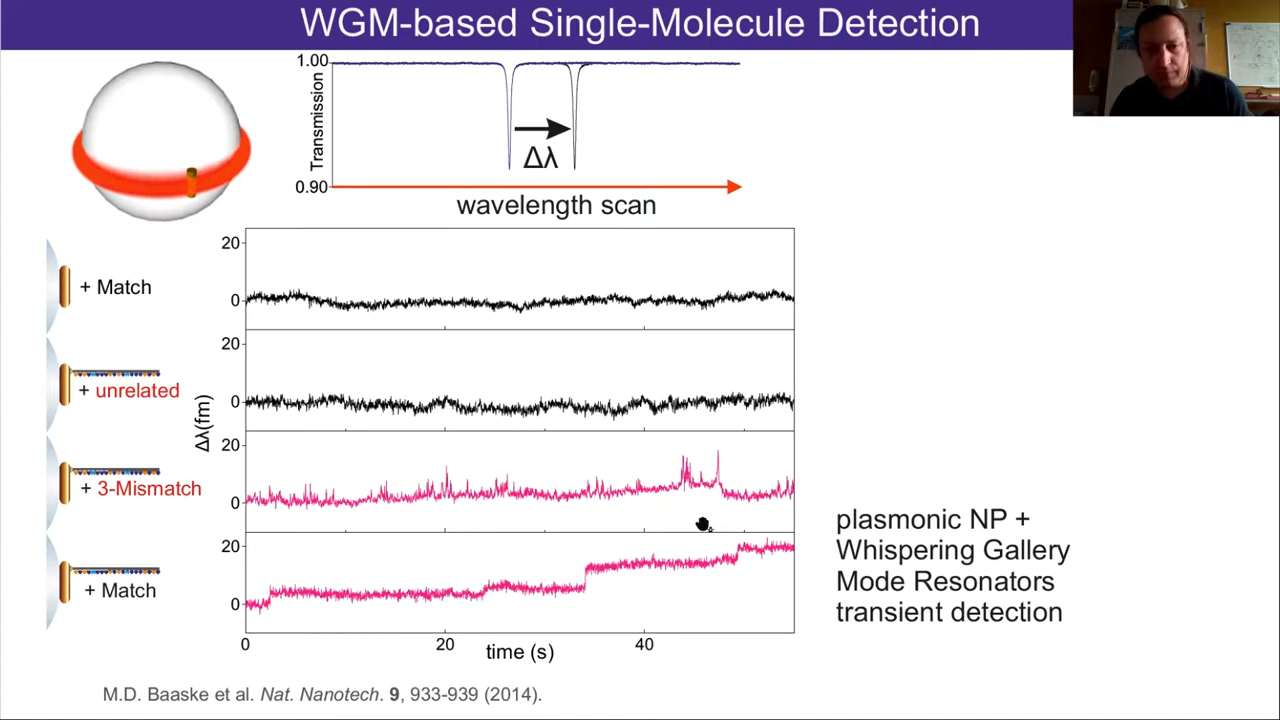 WGM-based Single-Molecule Detection
1.00
Transmission
0.90
Δλ
wavelength scan
20
0
+ Match
20
0
+ unrelated
Δλ(fm)
20
0
+ 3-Mismatch
20
0
+ Match
0
20
40
time (s)
plasmonic NP +
Whispering Gallery
Mode Resonators
transient detection
M.D. Baaske et al. Nat. Nanotech. 9, 933-939 (2014).